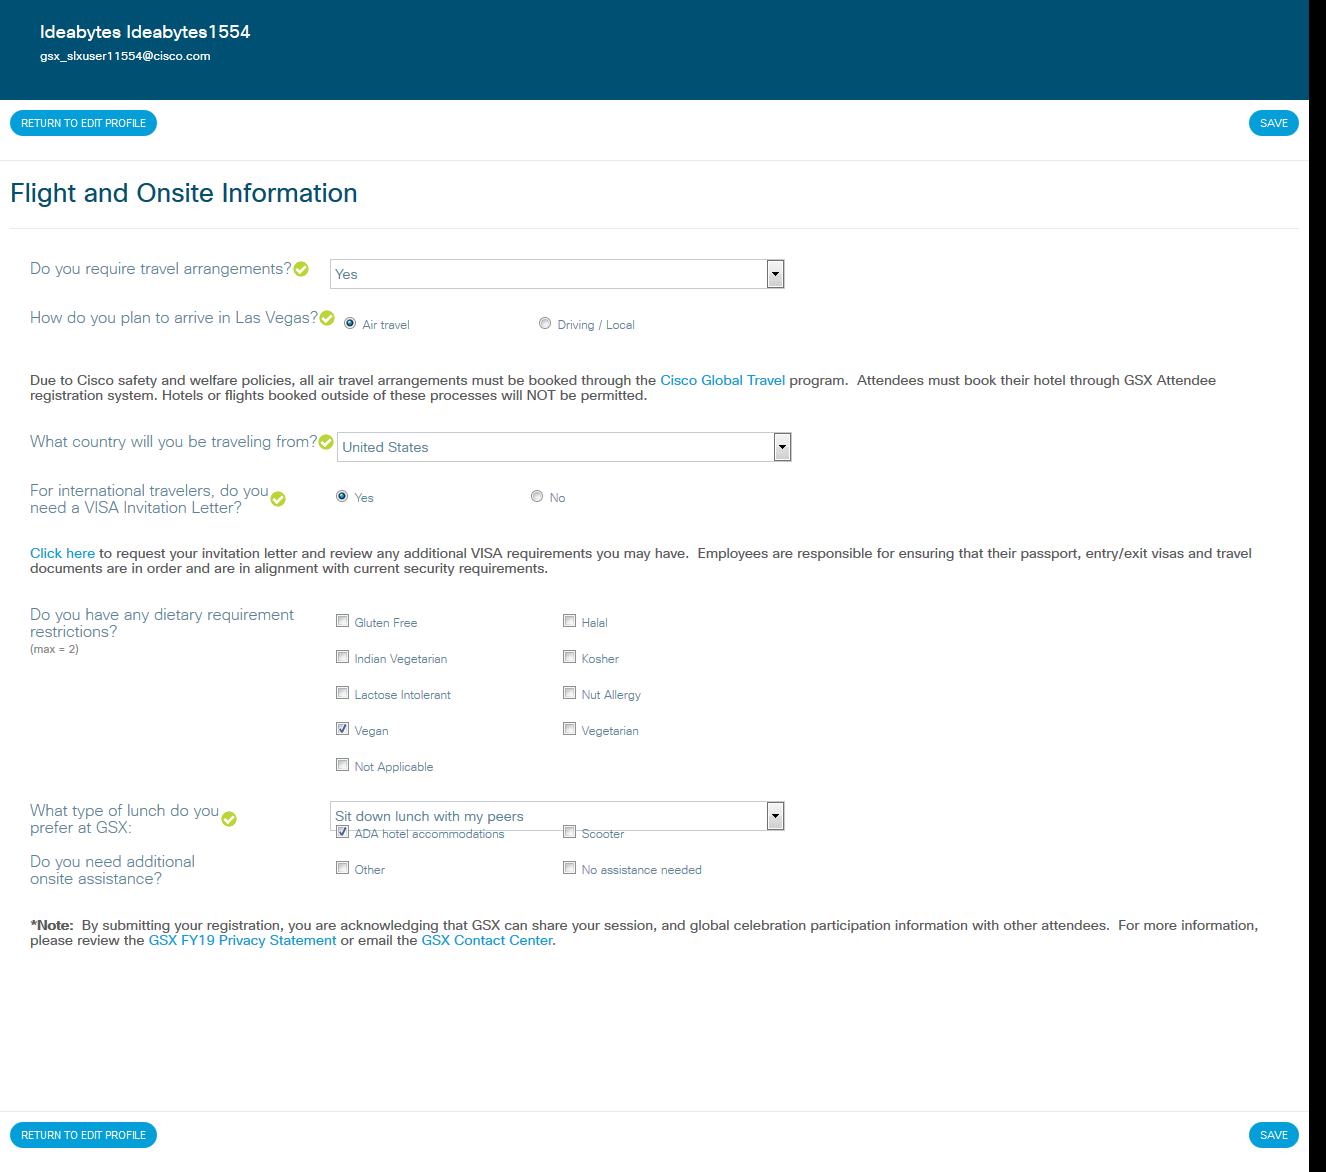 Ideabytes Ideabytes1554
gsx_slxuser11554@cisco.com
RETURN TO EDIT PROFILE
SAVE
Flight and Onsite Information
Do you require travel arrangements?
Yes
How do you plan to arrive in Las Vegas?
Air travel
Driving / Local
Due to Cisco safety and welfare policies, all air travel arrangements must be booked through the Cisco Global Travel program.  Attendees must book their hotel through GSX Attendee
registration system. Hotels or flights booked outside of these processes will NOT be permitted.
What country will you be traveling from?
United States
For international travelers, do you
need a VISA Invitation Letter?
Yes
No
Click here to request your invitation letter and review any additional VISA requirements you may have.  Employees are responsible for ensuring that their passport, entry/exit visas and travel
documents are in order and are in alignment with current security requirements.
Do you have any dietary requirement
restrictions?
(max = 2)
Gluten Free
Halal
Indian Vegetarian
Kosher
Lactose Intolerant
Nut Allergy
Vegan
Vegetarian
Not Applicable
What type of lunch do you
prefer at GSX:
Sit down lunch with my peers
ADA hotel accommodations
Scooter
Do you need additional
onsite assistance?
Other
No assistance needed
*Note:  By submitting your registration, you are acknowledging that GSX can share your session, and global celebration participation information with other attendees.  For more information,
please review the GSX FY19 Privacy Statement or email the GSX Contact Center.
RETURN TO EDIT PROFILE
SAVE